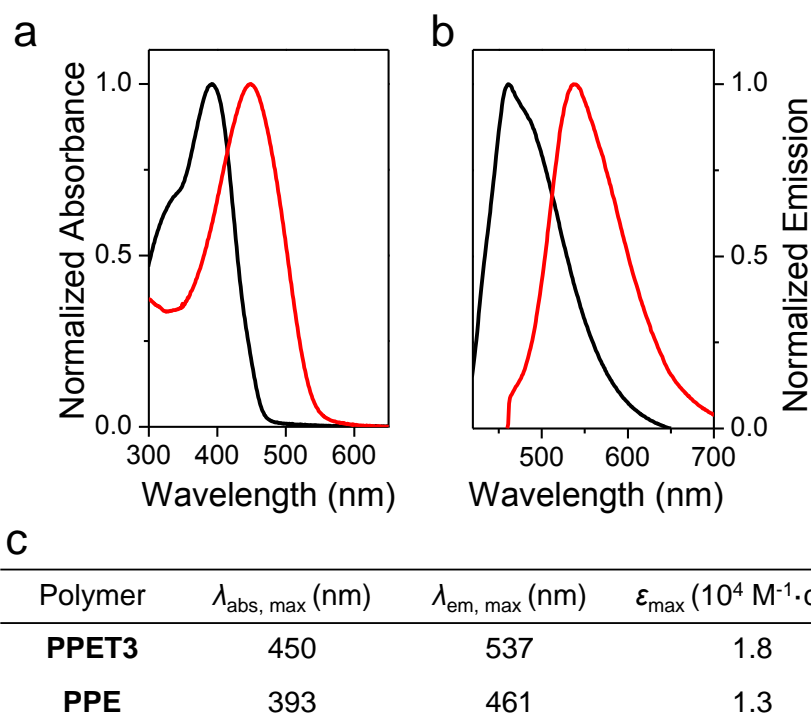 a
b
Normalized Absorbance
1.0
0.5
0.0
300 400 500 600
Wavelength (nm)
1.0
0.5
0.0
500 600 700
Wavelength (nm)
Normalized Emission
c
Polymer λabs, max (nm) λem, max (nm) εmax (10⁴ M⁻¹·
PPET3 450 537 1.8
PPE 393 461 1.3